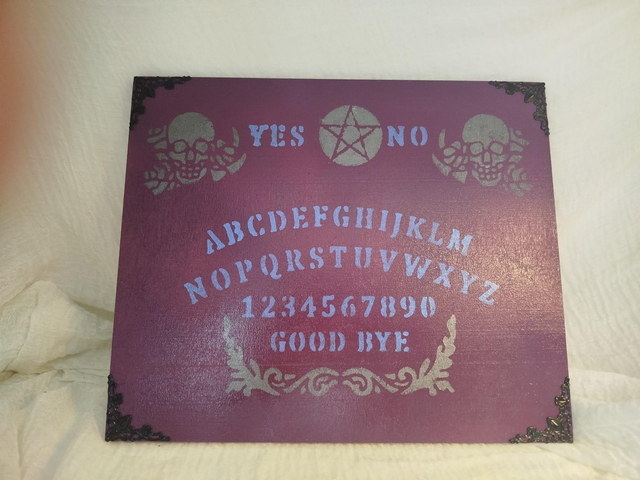 YES NO
ABCDEFGHIJKLM
NOPQRSTUVWXYZ
1234567890
GOOD BYE